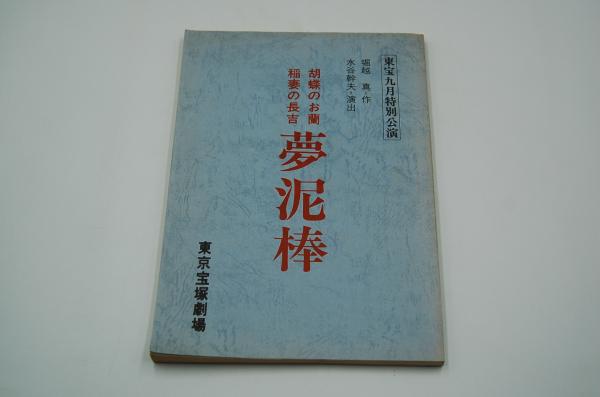 東宝九月特別公演
堀越 真・作
水谷幹夫・演出
胡蝶のお蘭
稲妻の長吉
夢泥棒
東京宝塚劇場